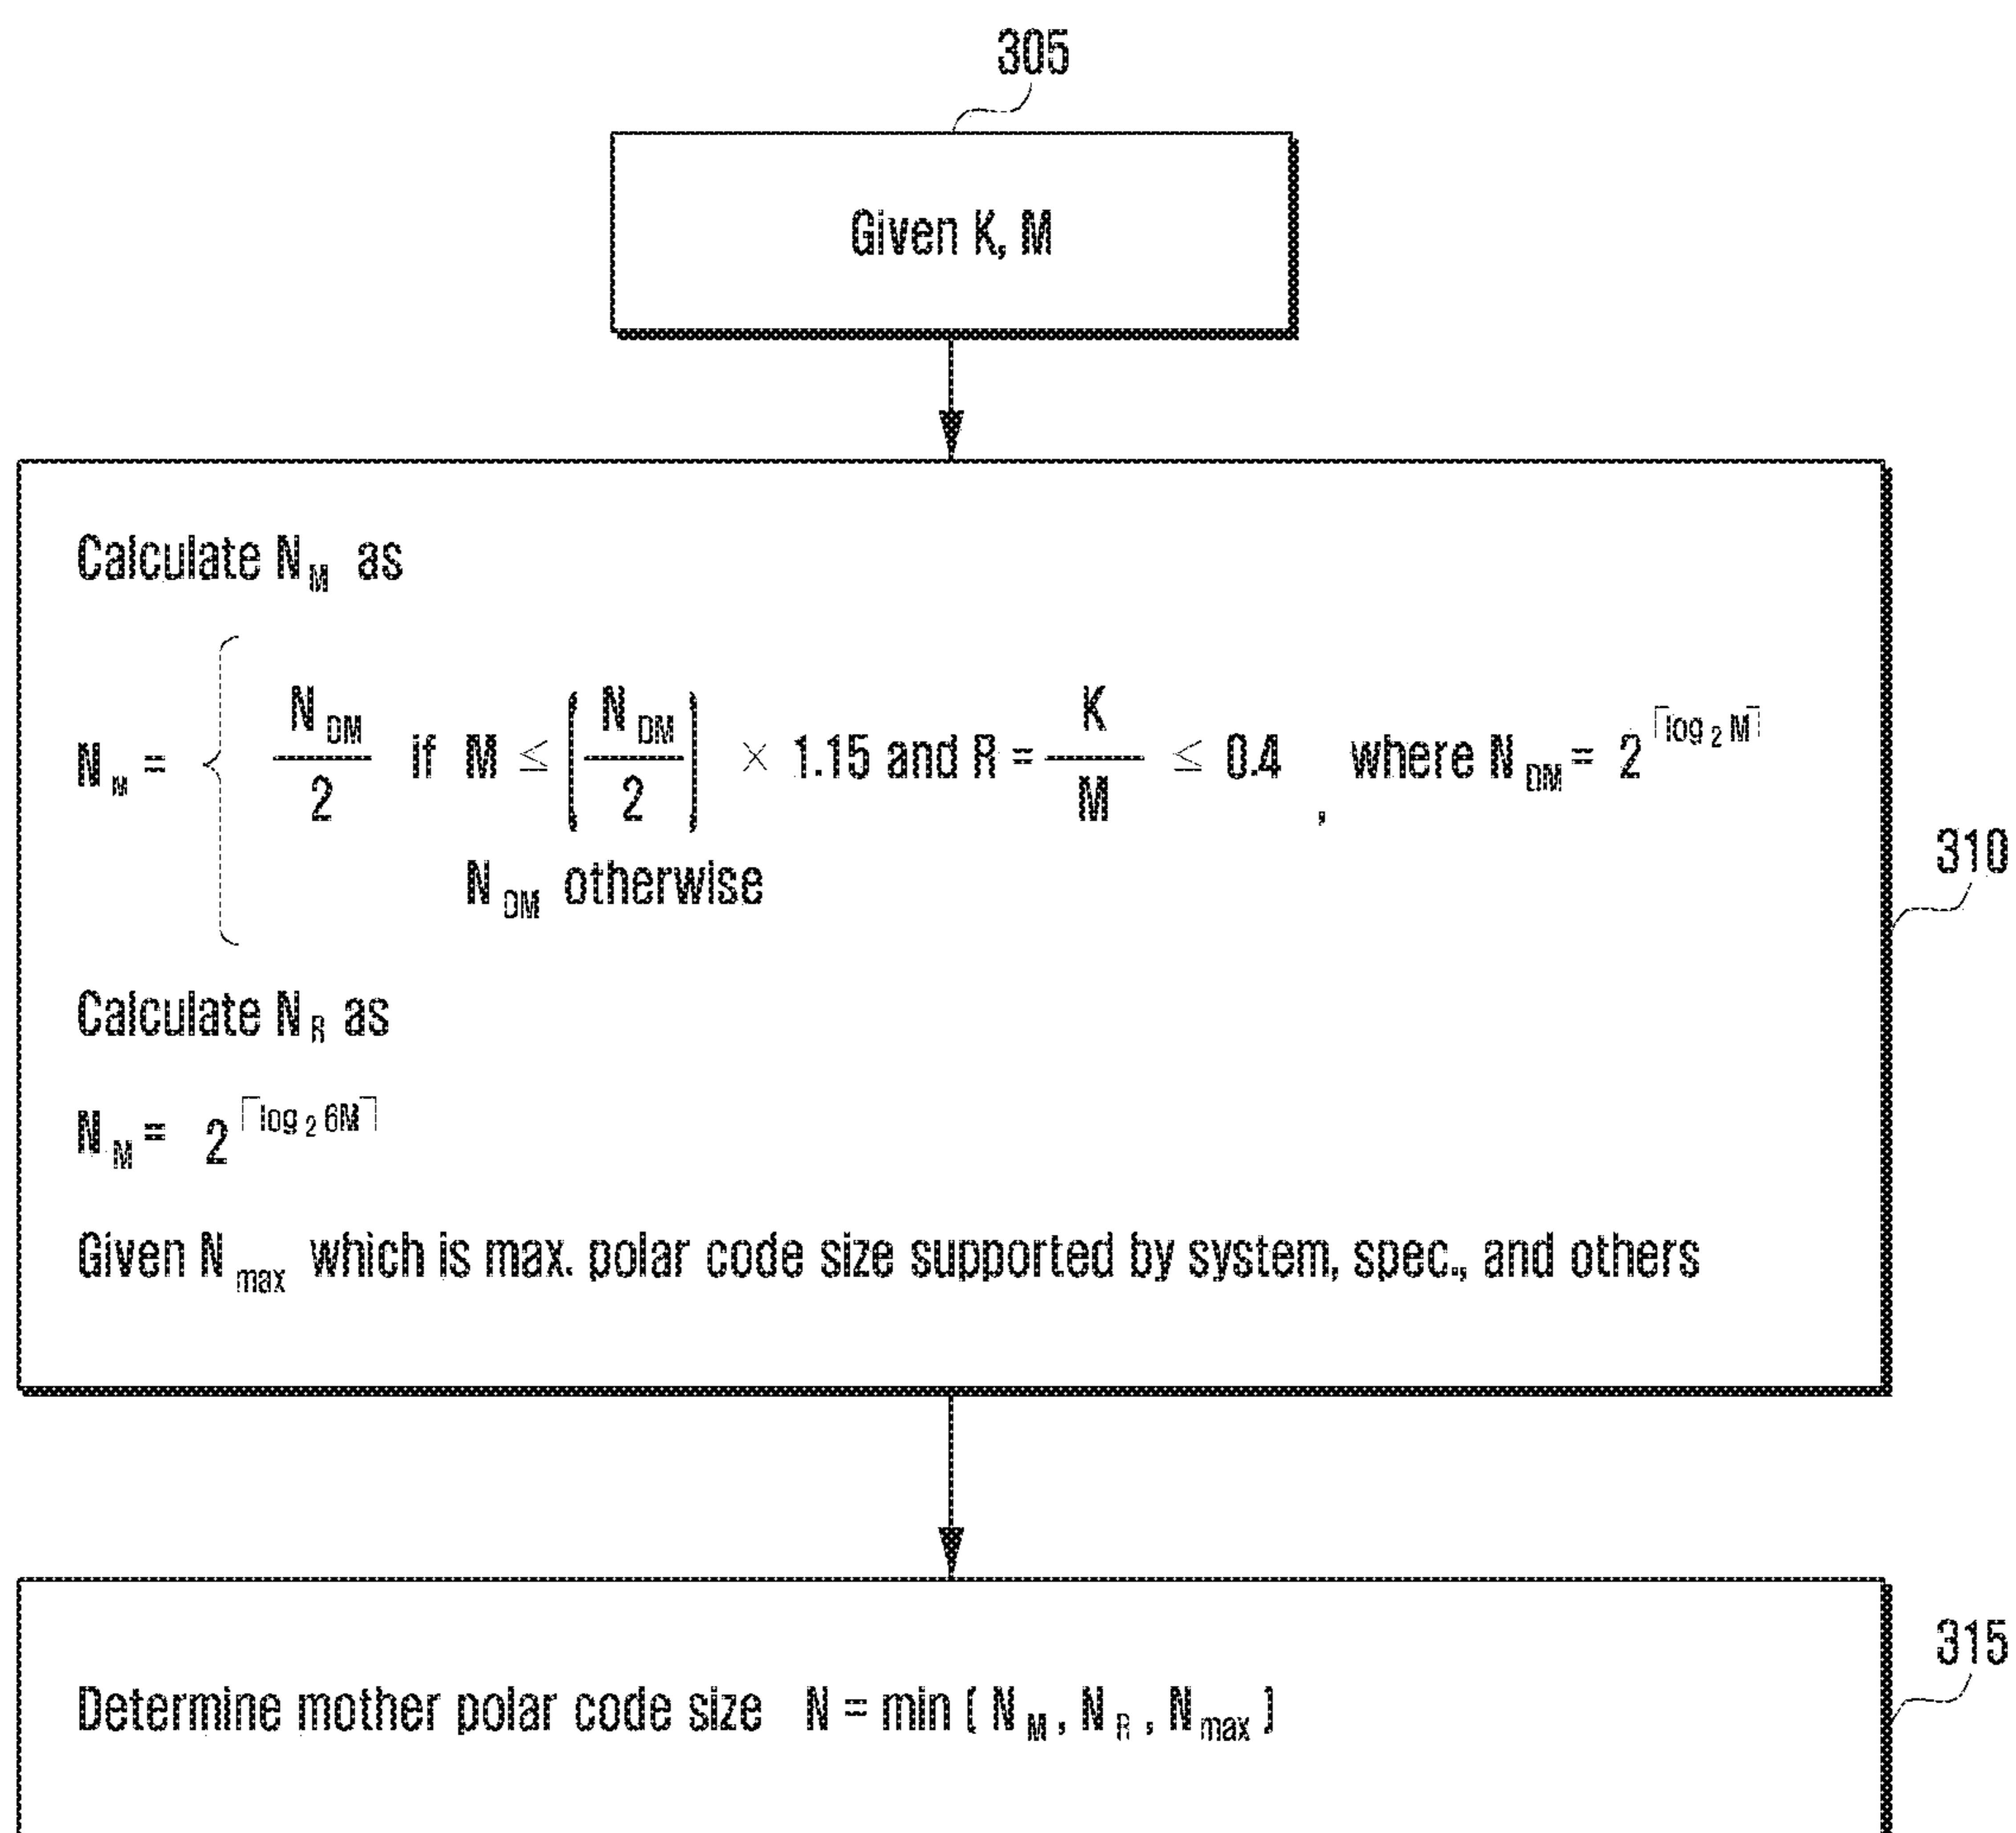 305
Given K, M
Calculate N_M as
N_M = { N_DM / 2 if M ≤ ( N_DM / 2 ) × 1.15 and R = K / M ≤ 0.4 , where N_DM = 2^⌈log_2 M⌉
N_DM otherwise
310
Calculate N_R as
N_M = 2^⌈log_2 6M⌉
Given N_max which is max. polar code size supported by system, spec., and others
315
Determine mother polar code size N = min ( N_M , N_R , N_max )